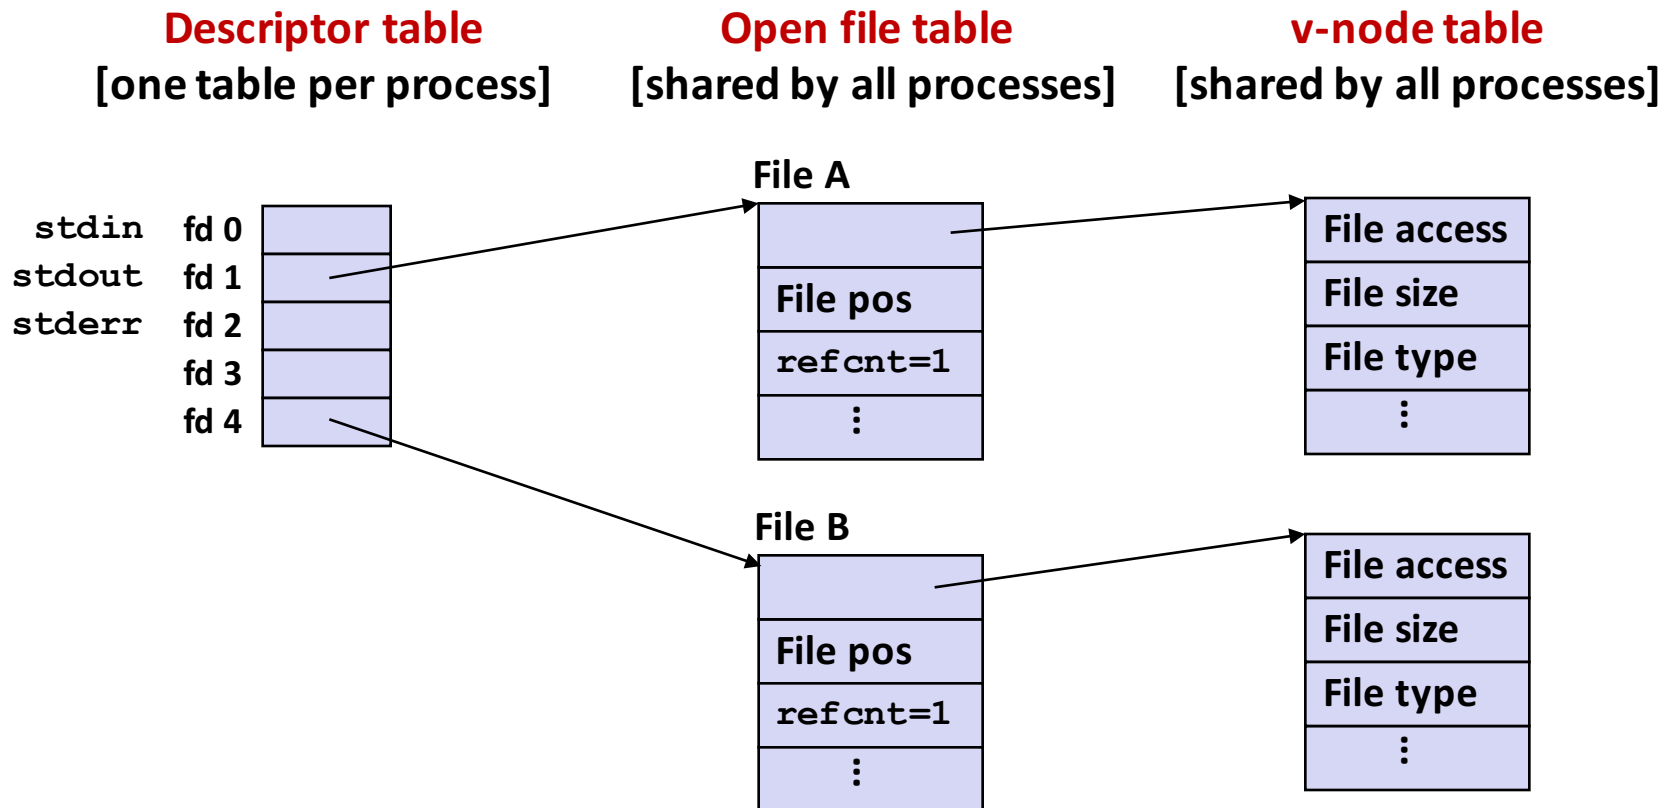 Descriptor table
[one table per process]
Open file table
[shared by all processes]
v-node table
[shared by all processes]
stdin fd 0
stdout fd 1
stderr fd 2
fd 3
fd 4
File A
File pos
refcnt=1
⋮
File access
File size
File type
⋮
File B
File pos
refcnt=1
⋮
File access
File size
File type
⋮